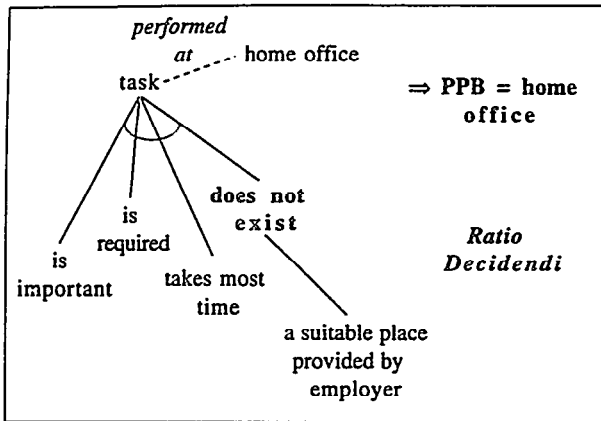 performed
at home office
task
⇒ PPB = home
office
does not
exist
is
required
is
important
takes most
time
Ratio
Decidendi
a suitable place
provided by
employer